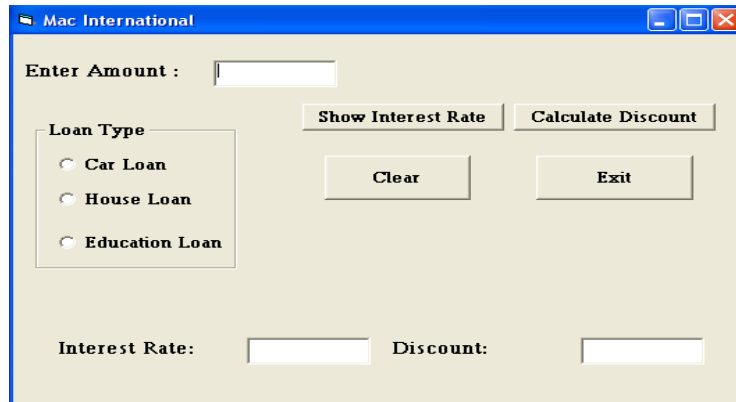 Mac International
Enter Amount :
Show Interest Rate Calculate Discount
Loan Type
Car Loan
Clear Exit
House Loan
Education Loan
Interest Rate: Discount: